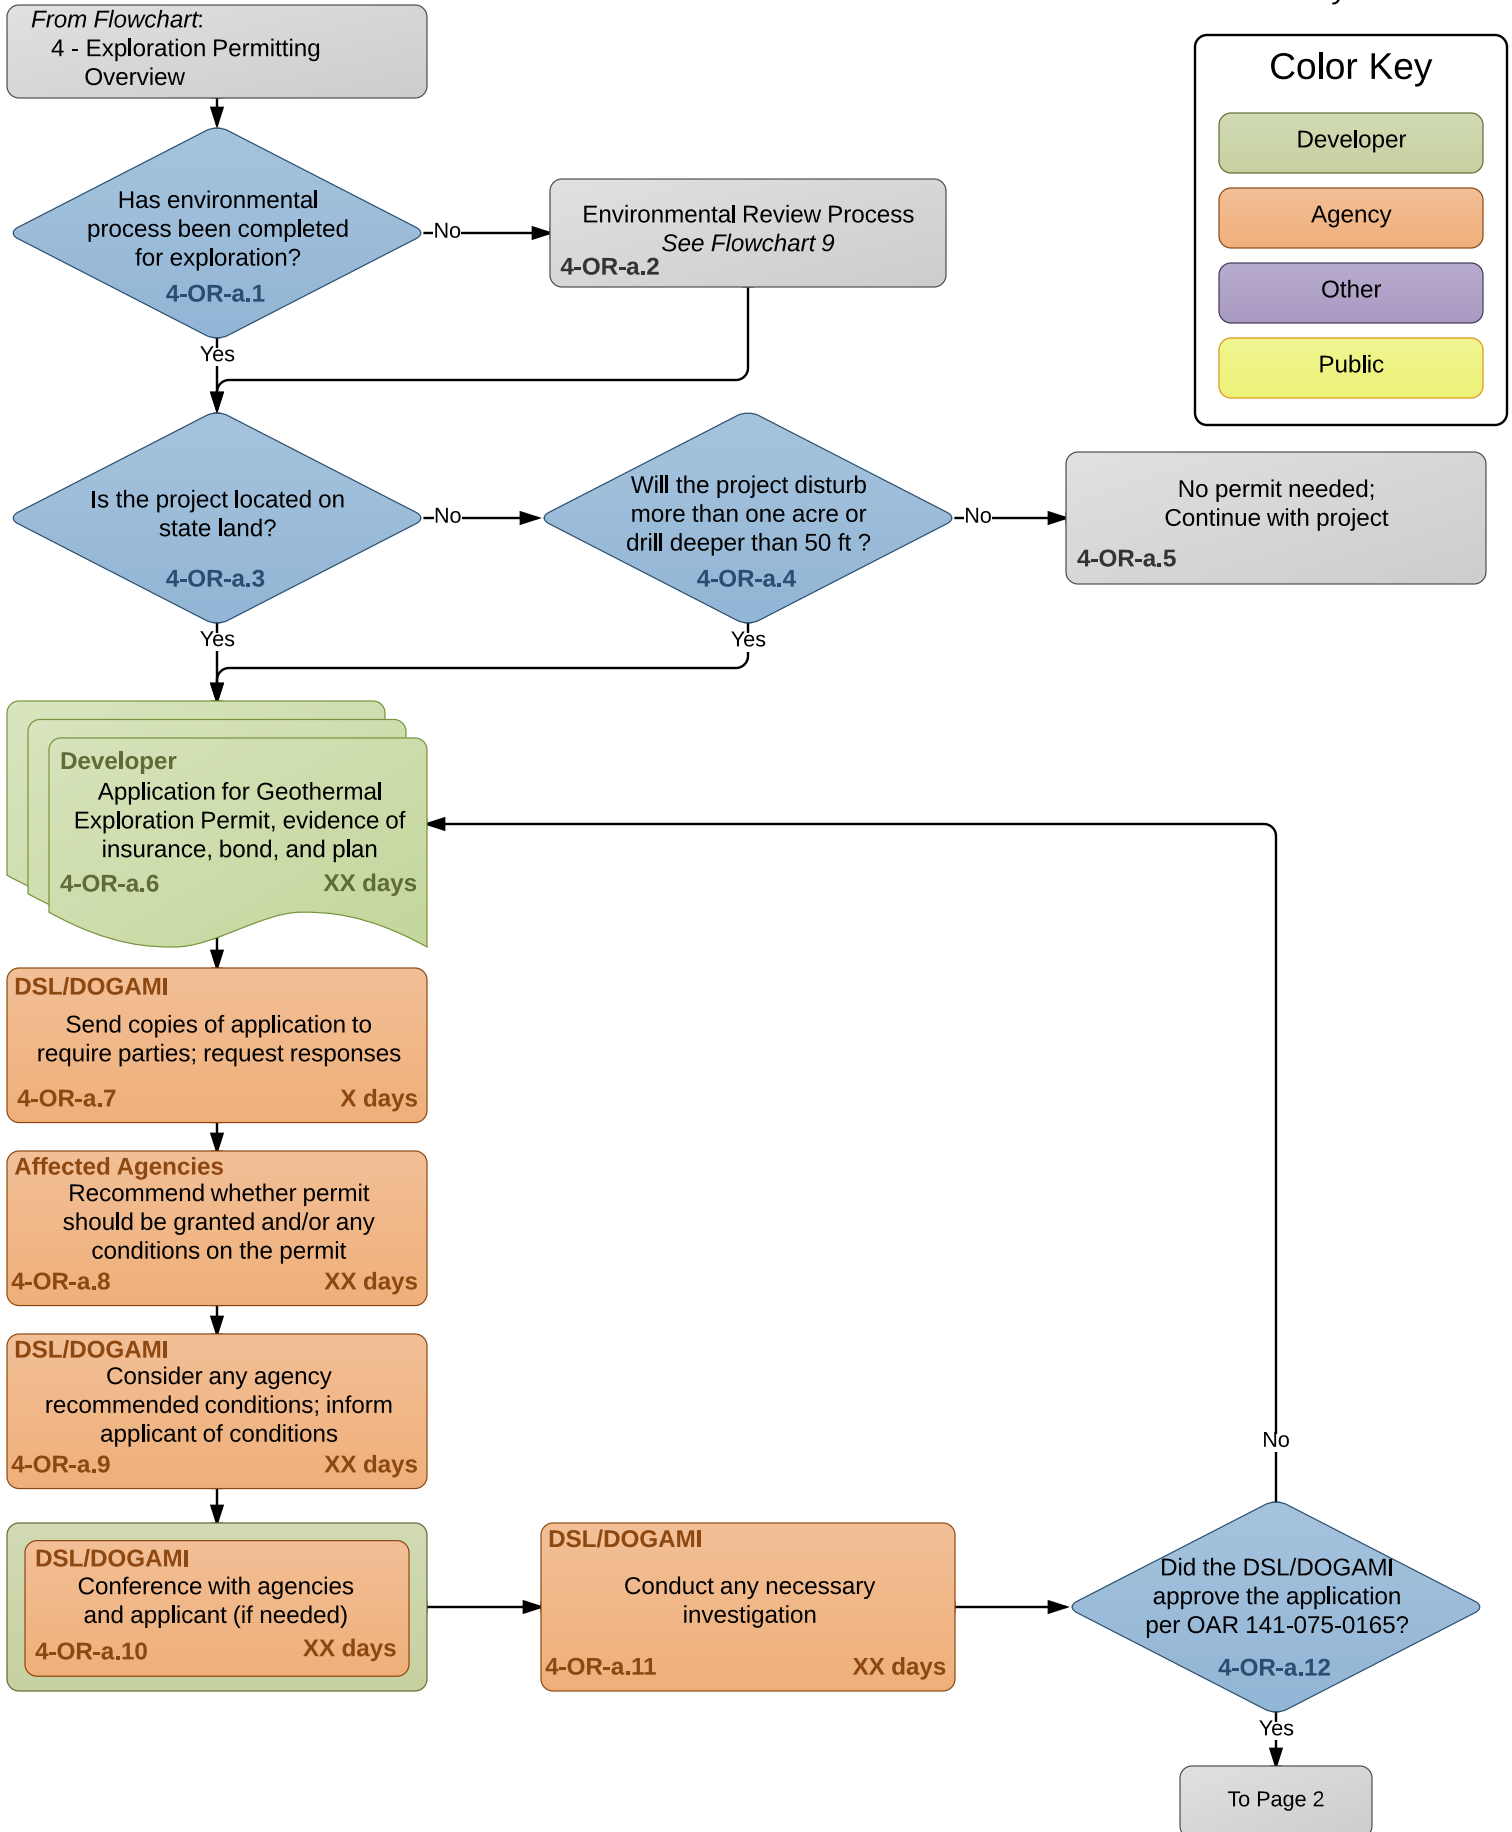 From Flowchart:
4 - Exploration Permitting
Overview
Color Key
Developer
Agency
Other
Public
Has environmental
process been completed
for exploration?
4-OR-a.1
No
Environmental Review Process
See Flowchart 9
4-OR-a.2
Yes
Is the project located on
state land?
4-OR-a.3
No
Will the project disturb
more than one acre or
drill deeper than 50 ft ?
4-OR-a.4
No
No permit needed;
Continue with project
4-OR-a.5
Yes
Yes
Developer
Application for Geothermal
Exploration Permit, evidence of
insurance, bond, and plan
4-OR-a.6 XX days
DSL/DOGAMI
Send copies of application to
require parties; request responses
4-OR-a.7 X days
Affected Agencies
Recommend whether permit
should be granted and/or any
conditions on the permit
4-OR-a.8 XX days
DSL/DOGAMI
Consider any agency
recommended conditions; inform
applicant of conditions
4-OR-a.9 XX days
DSL/DOGAMI
Conference with agencies
and applicant (if needed)
4-OR-a.10 XX days
DSL/DOGAMI
Conduct any necessary
investigation
4-OR-a.11 XX days
No
Did the DSL/DOGAMI
approve the application
per OAR 141-075-0165?
4-OR-a.12
Yes
To Page 2